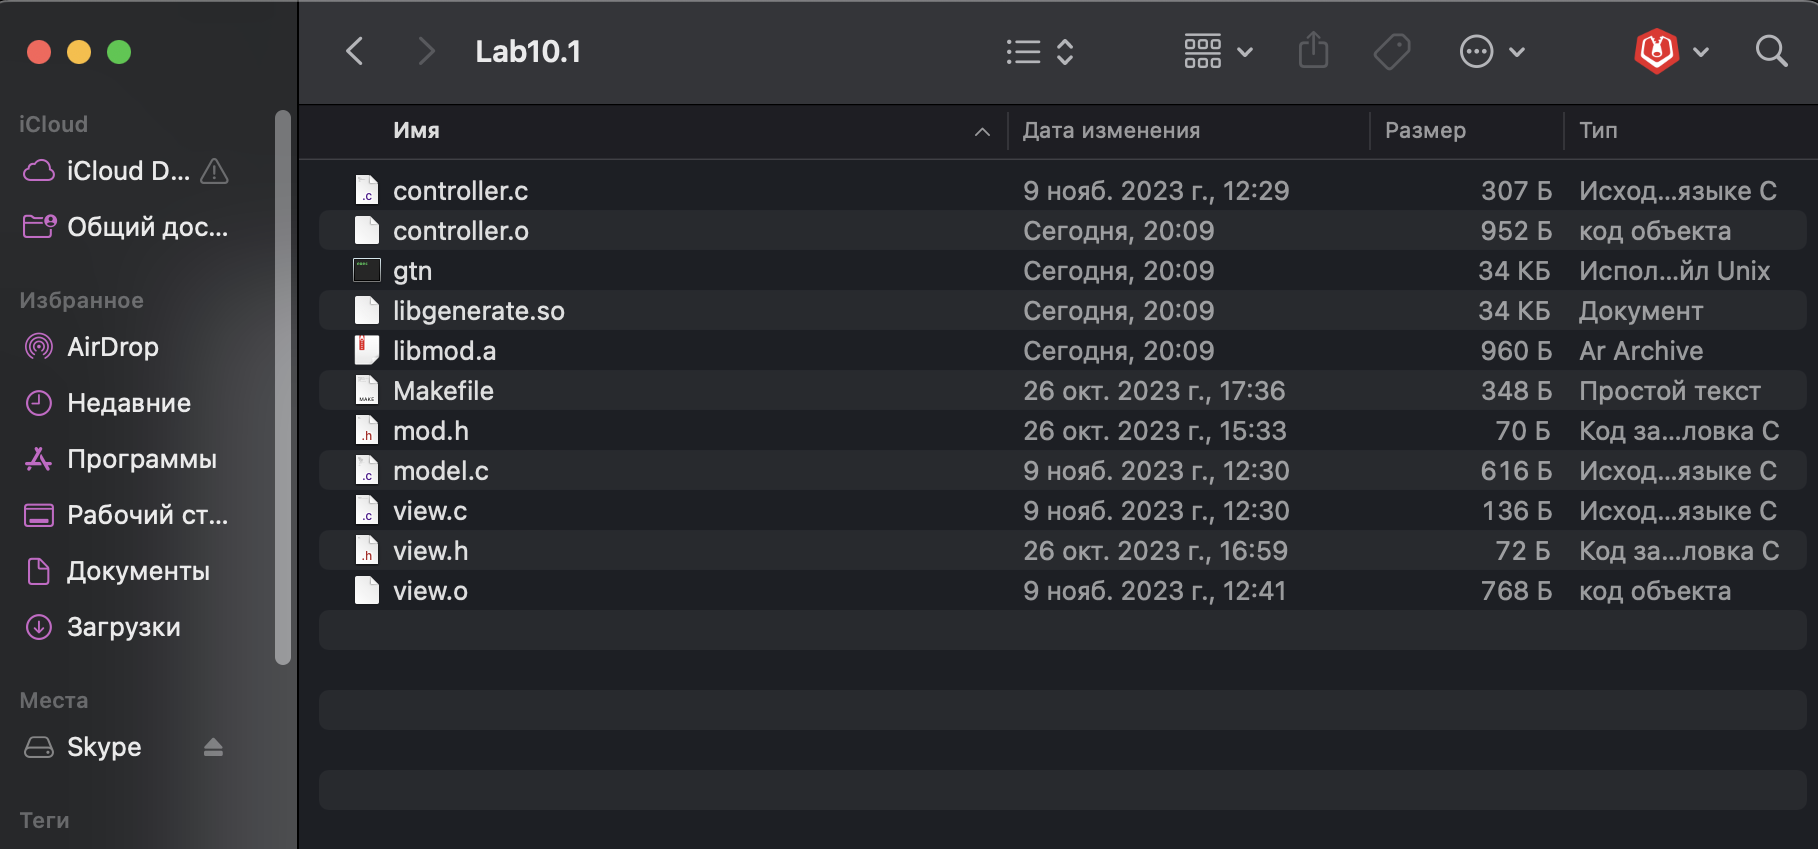 Lab10.1
iCloud
iCloud D...
Общий дос...
Избранное
AirDrop
Недавние
Программы
Рабочий ст...
Документы
Загрузки
Места
Skype
Теги
Имя Дата изменения Размер Тип
controller.c 9 нояб. 2023 г., 12:29 307 Б Исход...языке C
controller.o Сегодня, 20:09 952 Б код объекта
gtn Сегодня, 20:09 34 КБ Испол...йл Unix
libgenerate.so Сегодня, 20:09 34 КБ Документ
libmod.a Сегодня, 20:09 960 Б Ar Archive
Makefile 26 окт. 2023 г., 17:36 348 Б Простой текст
mod.h 26 окт. 2023 г., 15:33 70 Б Код за...ловка C
model.c 9 нояб. 2023 г., 12:30 616 Б Исход...языке C
view.c 9 нояб. 2023 г., 12:30 136 Б Исход...языке C
view.h 26 окт. 2023 г., 16:59 72 Б Код за...ловка C
view.o 9 нояб. 2023 г., 12:41 768 Б код объекта